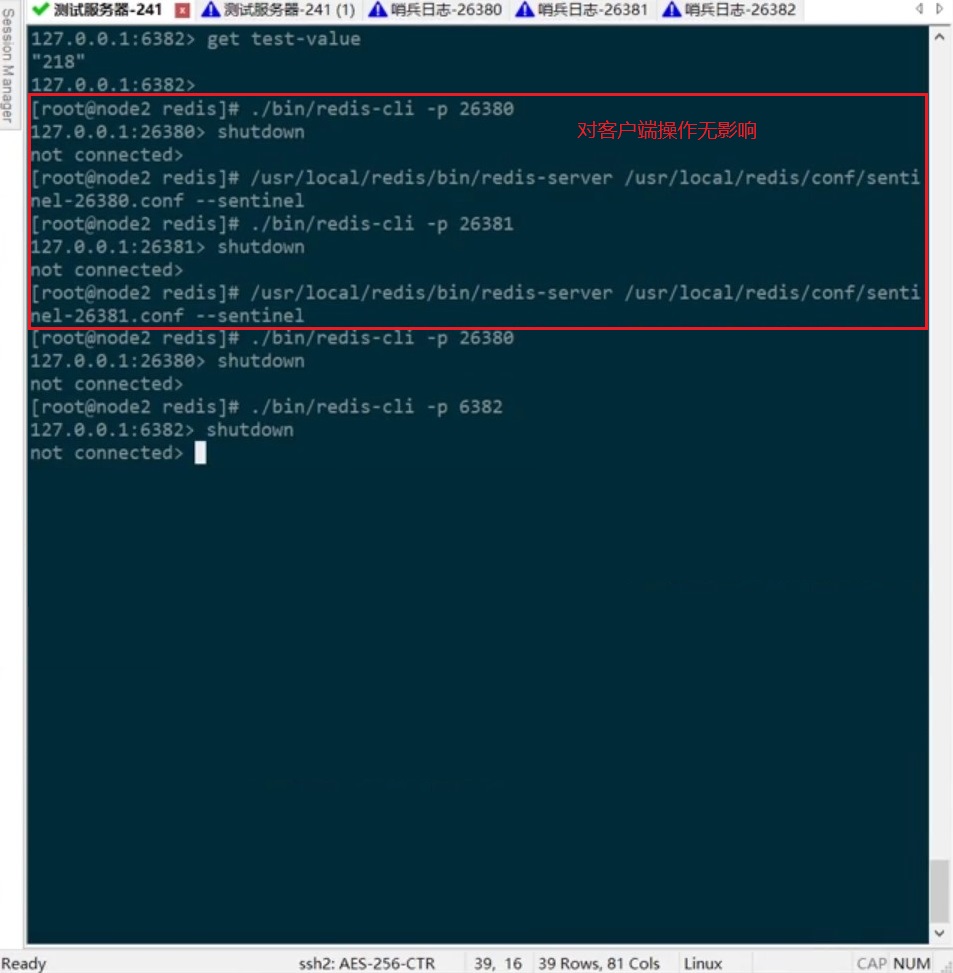 Session Manager
测试服务器-241 测试服务器-241 (1) 哨兵日志-26380 哨兵日志-26381 哨兵日志-26382
127.0.0.1:6382> get test-value
"218"
127.0.0.1:6382>
[root@node2 redis]# ./bin/redis-cli -p 26380
127.0.0.1:26380> shutdown
对客户端操作无影响
not connected>
[root@node2 redis]# /usr/local/redis/bin/redis-server /usr/local/redis/conf/senti
nel-26380.conf --sentinel
[root@node2 redis]# ./bin/redis-cli -p 26381
127.0.0.1:26381> shutdown
not connected>
[root@node2 redis]# /usr/local/redis/bin/redis-server /usr/local/redis/conf/senti
nel-26381.conf --sentinel
[root@node2 redis]# ./bin/redis-cli -p 26380
127.0.0.1:26380> shutdown
not connected>
[root@node2 redis]# ./bin/redis-cli -p 6382
127.0.0.1:6382> shutdown
not connected>
Ready ssh2: AES-256-CTR 39, 16 39 Rows, 81 Cols Linux CAP NUM